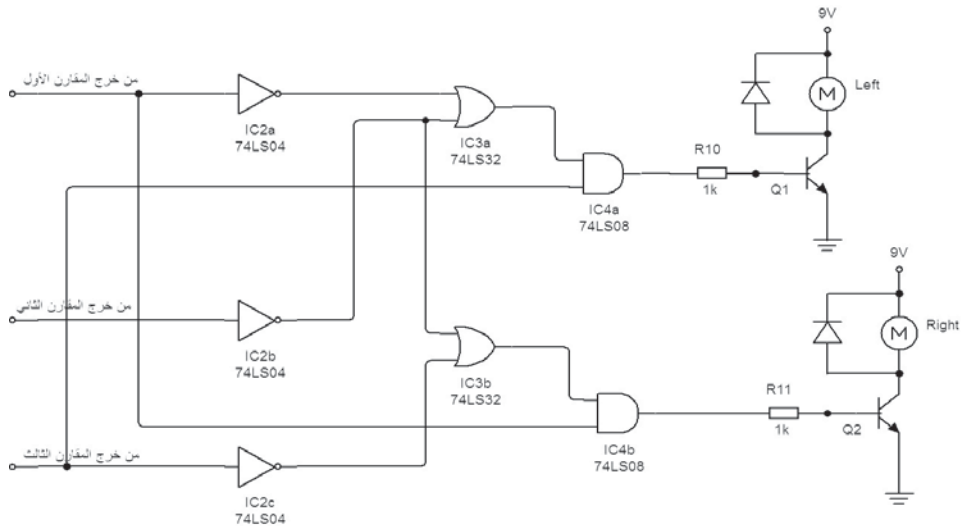 9V
من خرج المقارن الأول
Left
M
IC2a
74LS04
IC3a
74LS32
R10
1k
Q1
IC4a
74LS08
9V
من خرج المقارن الثاني
M
Right
IC2b
74LS04
IC3b
74LS32
R11
1k
Q2
من خرج المقارن الثالث
IC4b
74LS08
IC2c
74LS04